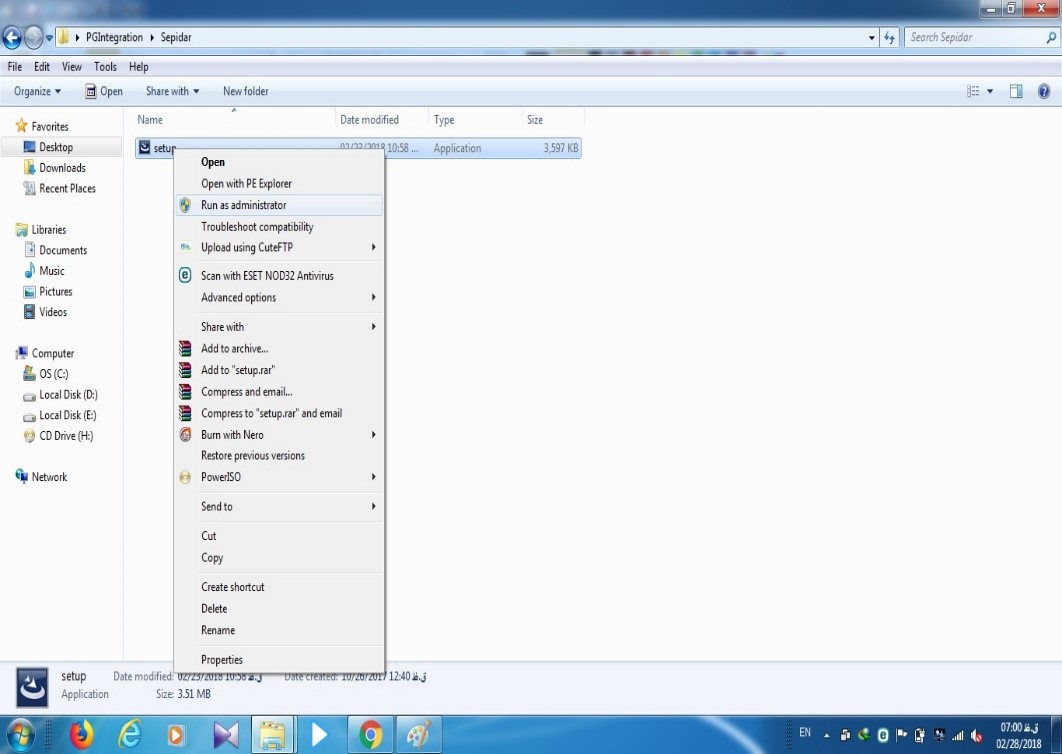 PGIntegration ▸ Sepidar
Search Sepidar
File Edit View Tools Help
Organize Open Share with New folder
Name Date modified Type Size
setup 02/23/2018 10:58 ... Application 3,597 KB
Favorites
Desktop
Downloads
Recent Places
Libraries
Documents
Music
Pictures
Videos
Computer
OS (C:)
Local Disk (D:)
Local Disk (E:)
CD Drive (H:)
Network
Open
Open with PE Explorer
Run as administrator
Troubleshoot compatibility
Upload using CuteFTP
Scan with ESET NOD32 Antivirus
Advanced options
Share with
Add to archive...
Add to "setup.rar"
Compress and email...
Compress to "setup.rar" and email
Burn with Nero
Restore previous versions
PowerISO
Send to
Cut
Copy
Create shortcut
Delete
Rename
Properties
setup Date modified: 02/23/2018 10:58 ق.ظ Date created: 10/26/2017 12:40 ق.ظ
Application Size: 3.51 MB
EN 07:00 ق.ظ
02/28/2018